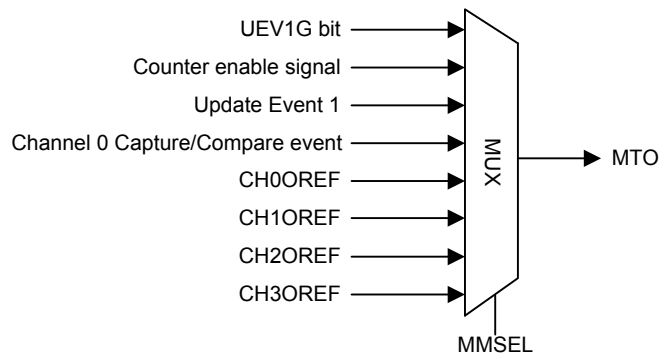 UEV1G bit
Counter enable signal
Update Event 1
Channel 0 Capture/Compare event
CH0OREF
CH1OREF
CH2OREF
CH3OREF
MUX
MTO
MMSEL